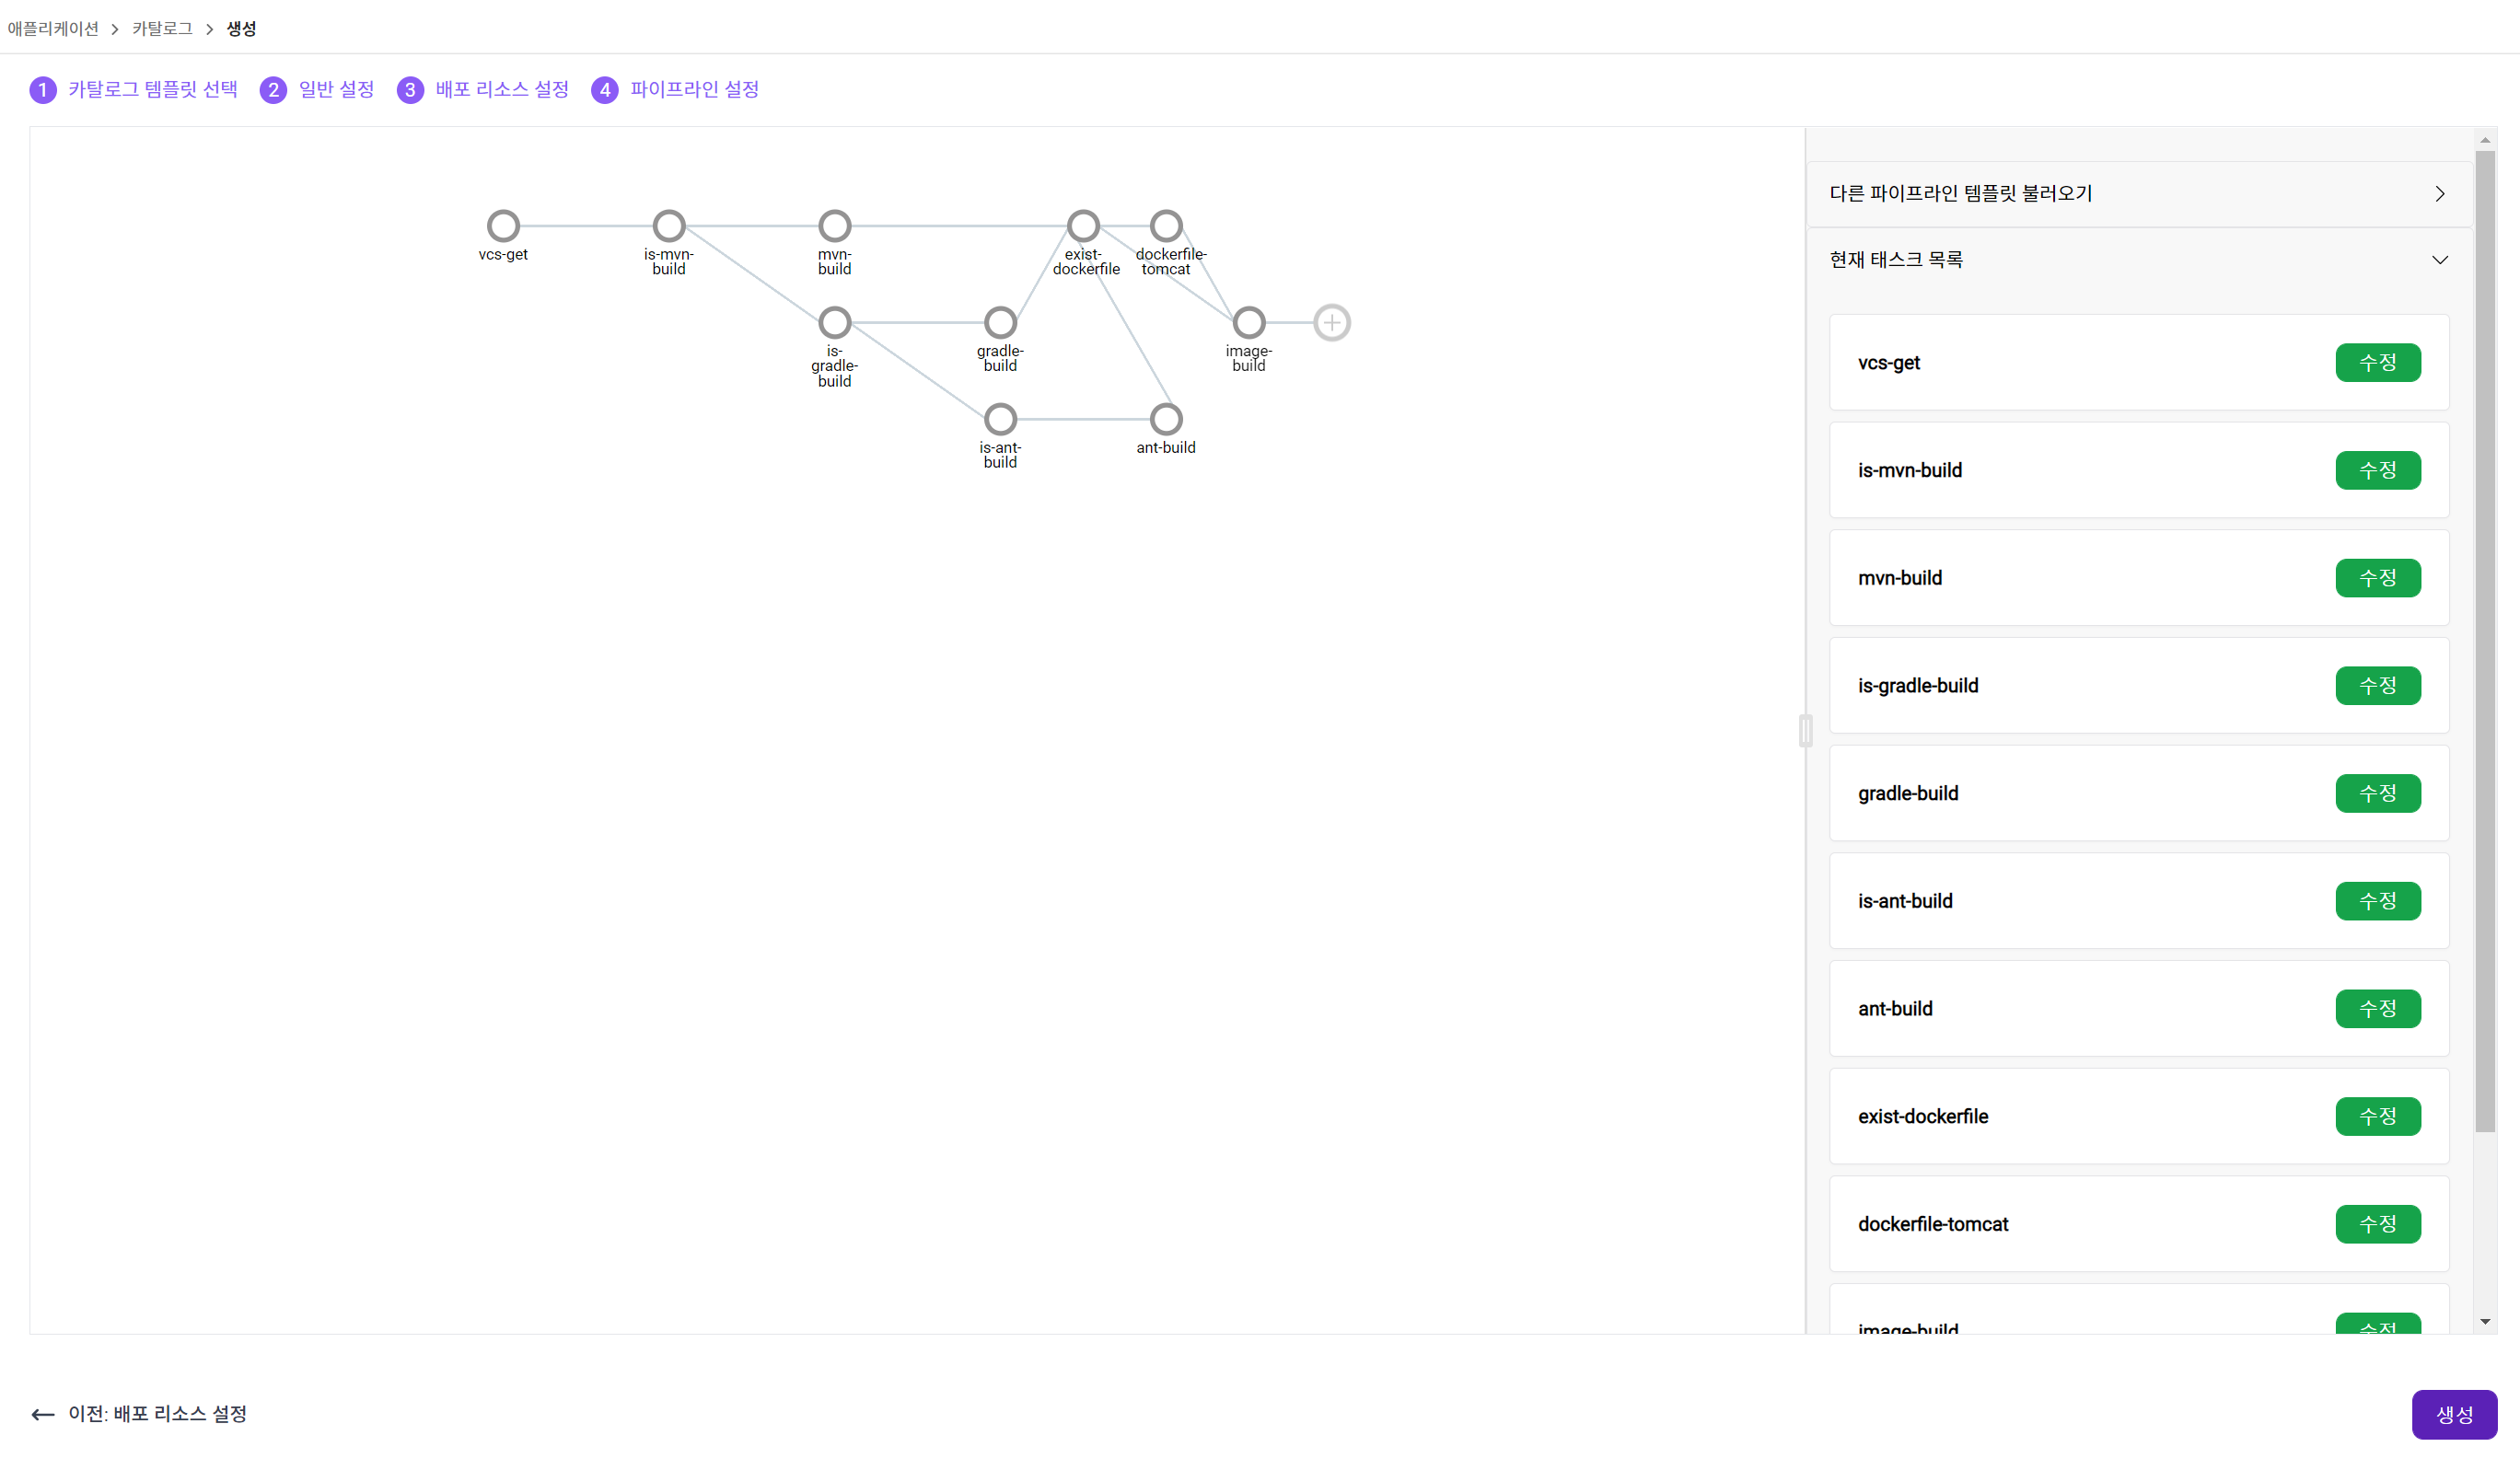 애플리케이션 > 카탈로그 > 생성
1 카탈로그 템플릿 선택 2 일반 설정 3 배포 리소스 설정 4 파이프라인 설정
vcs-get
is-mvn-
build
mvn-
build
exist-
dockerfile
dockerfile-
tomcat
is-
gradle-
build
gradle-
build
image-
build
is-ant-
build
ant-build
다른 파이프라인 템플릿 불러오기
현재 태스크 목록
vcs-get 수정
is-mvn-build 수정
mvn-build 수정
is-gradle-build 수정
gradle-build 수정
is-ant-build 수정
ant-build 수정
exist-dockerfile 수정
dockerfile-tomcat 수정
image-build 수정
이전: 배포 리소스 설정
생성